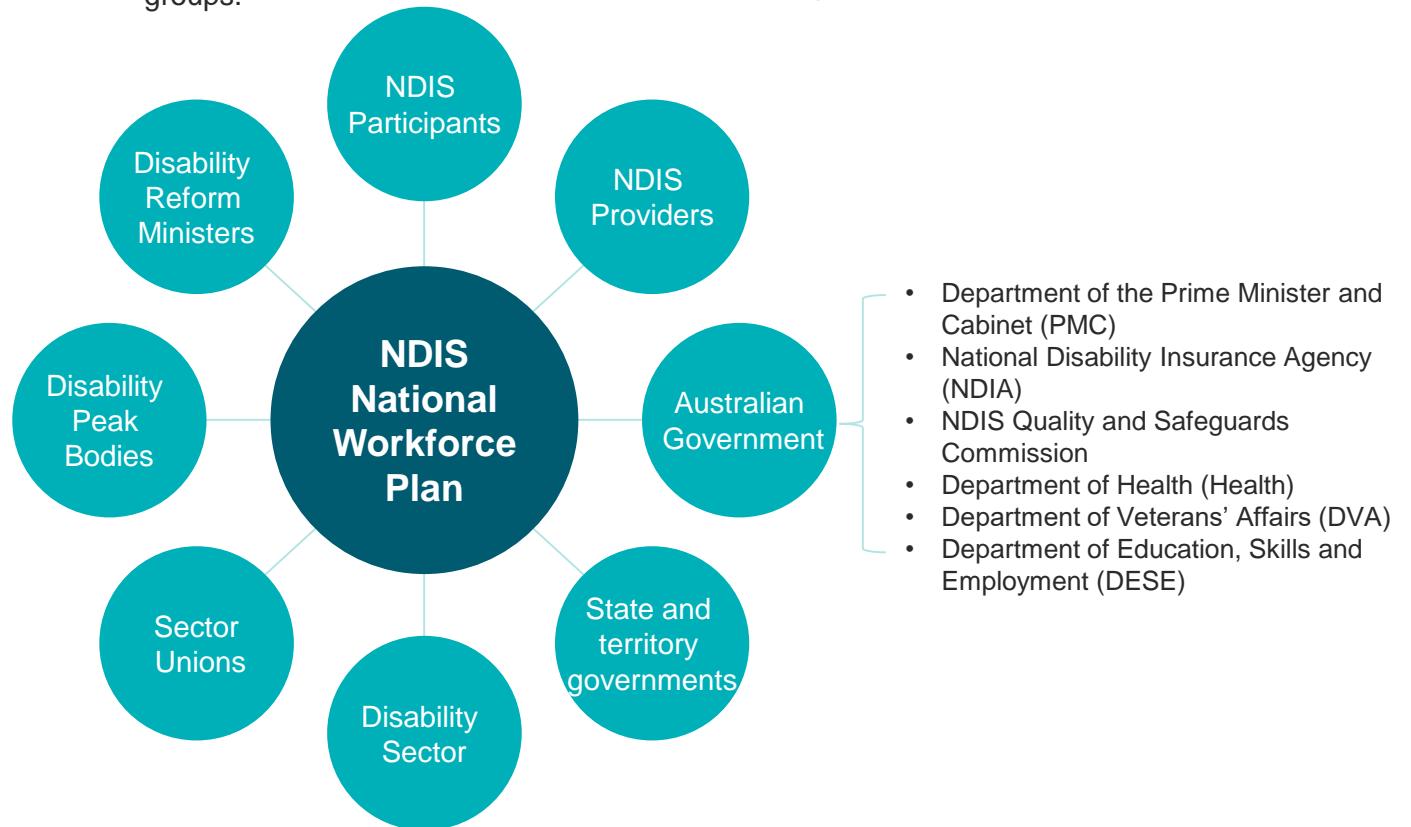 groups.
NDIS
Participants
Disability
Reform
Ministers
NDIS
Providers
NDIS
National
Workforce
Plan
Disability
Peak
Bodies
Australian
Government
• Department of the Prime Minister and
Cabinet (PMC)
• National Disability Insurance Agency
(NDIA)
• NDIS Quality and Safeguards
Commission
• Department of Health (Health)
• Department of Veterans’ Affairs (DVA)
• Department of Education, Skills and
Employment (DESE)
Sector
Unions
State and
territory
governments
Disability
Sector